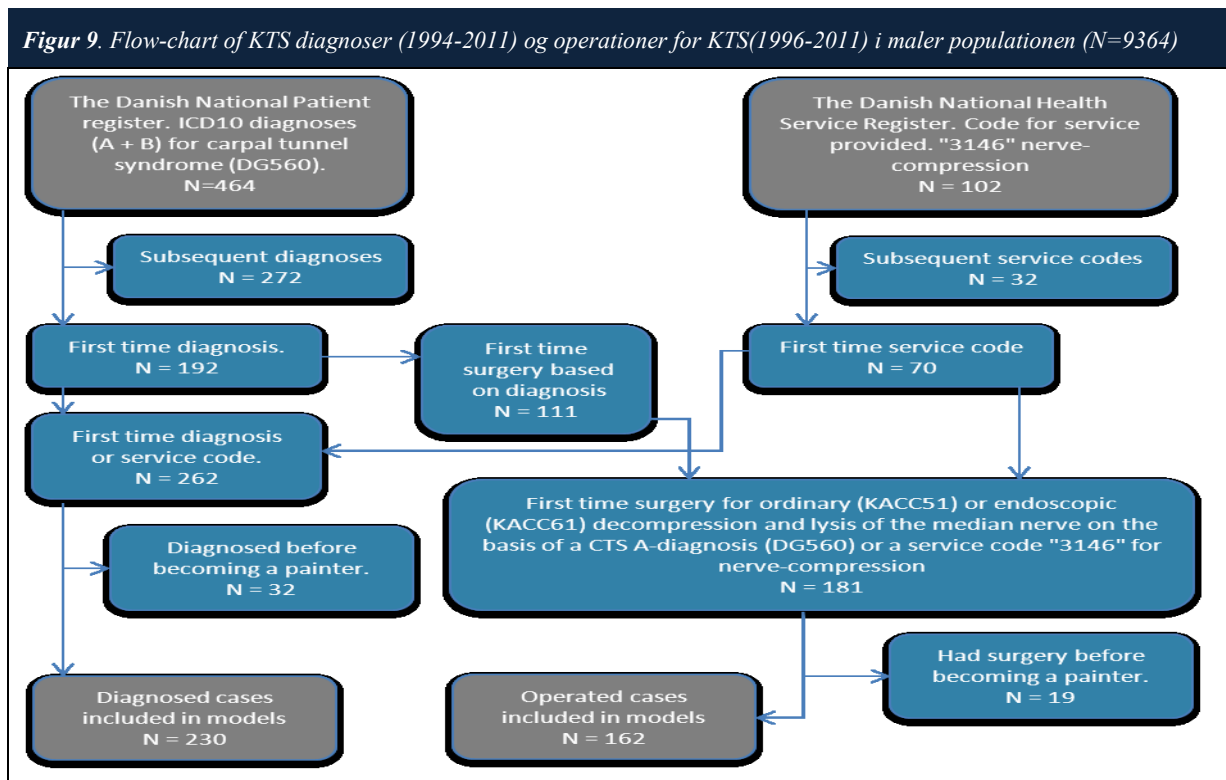 Figur 9. Flow-chart of KTS diagnoser (1994-2011) og operationer for KTS(1996-2011) i maler populationen (N=9364)
The Danish National Patient
register. ICD10 diagnoses
(A + B) for carpal tunnel
syndrome (DG560).
N=464
The Danish National Health
Service Register. Code for service
provided. "3146" nerve-
compression
N = 102
Subsequent diagnoses
N = 272
Subsequent service codes
N = 32
First time diagnosis.
N = 192
First time
surgery based
on diagnosis
N = 111
First time service code
N = 70
First time diagnosis
or service code.
N = 262
First time surgery for ordinary (KACC51) or endoscopic
(KACC61) decompression and lysis of the median nerve on the
basis of a CTS A-diagnosis (DG560) or a service code "3146" for
nerve-compression
N = 181
Diagnosed before
becoming a painter.
N = 32
Had surgery before
becoming a painter.
N = 19
Diagnosed cases
included in models
N = 230
Operated cases
included in models
N = 162